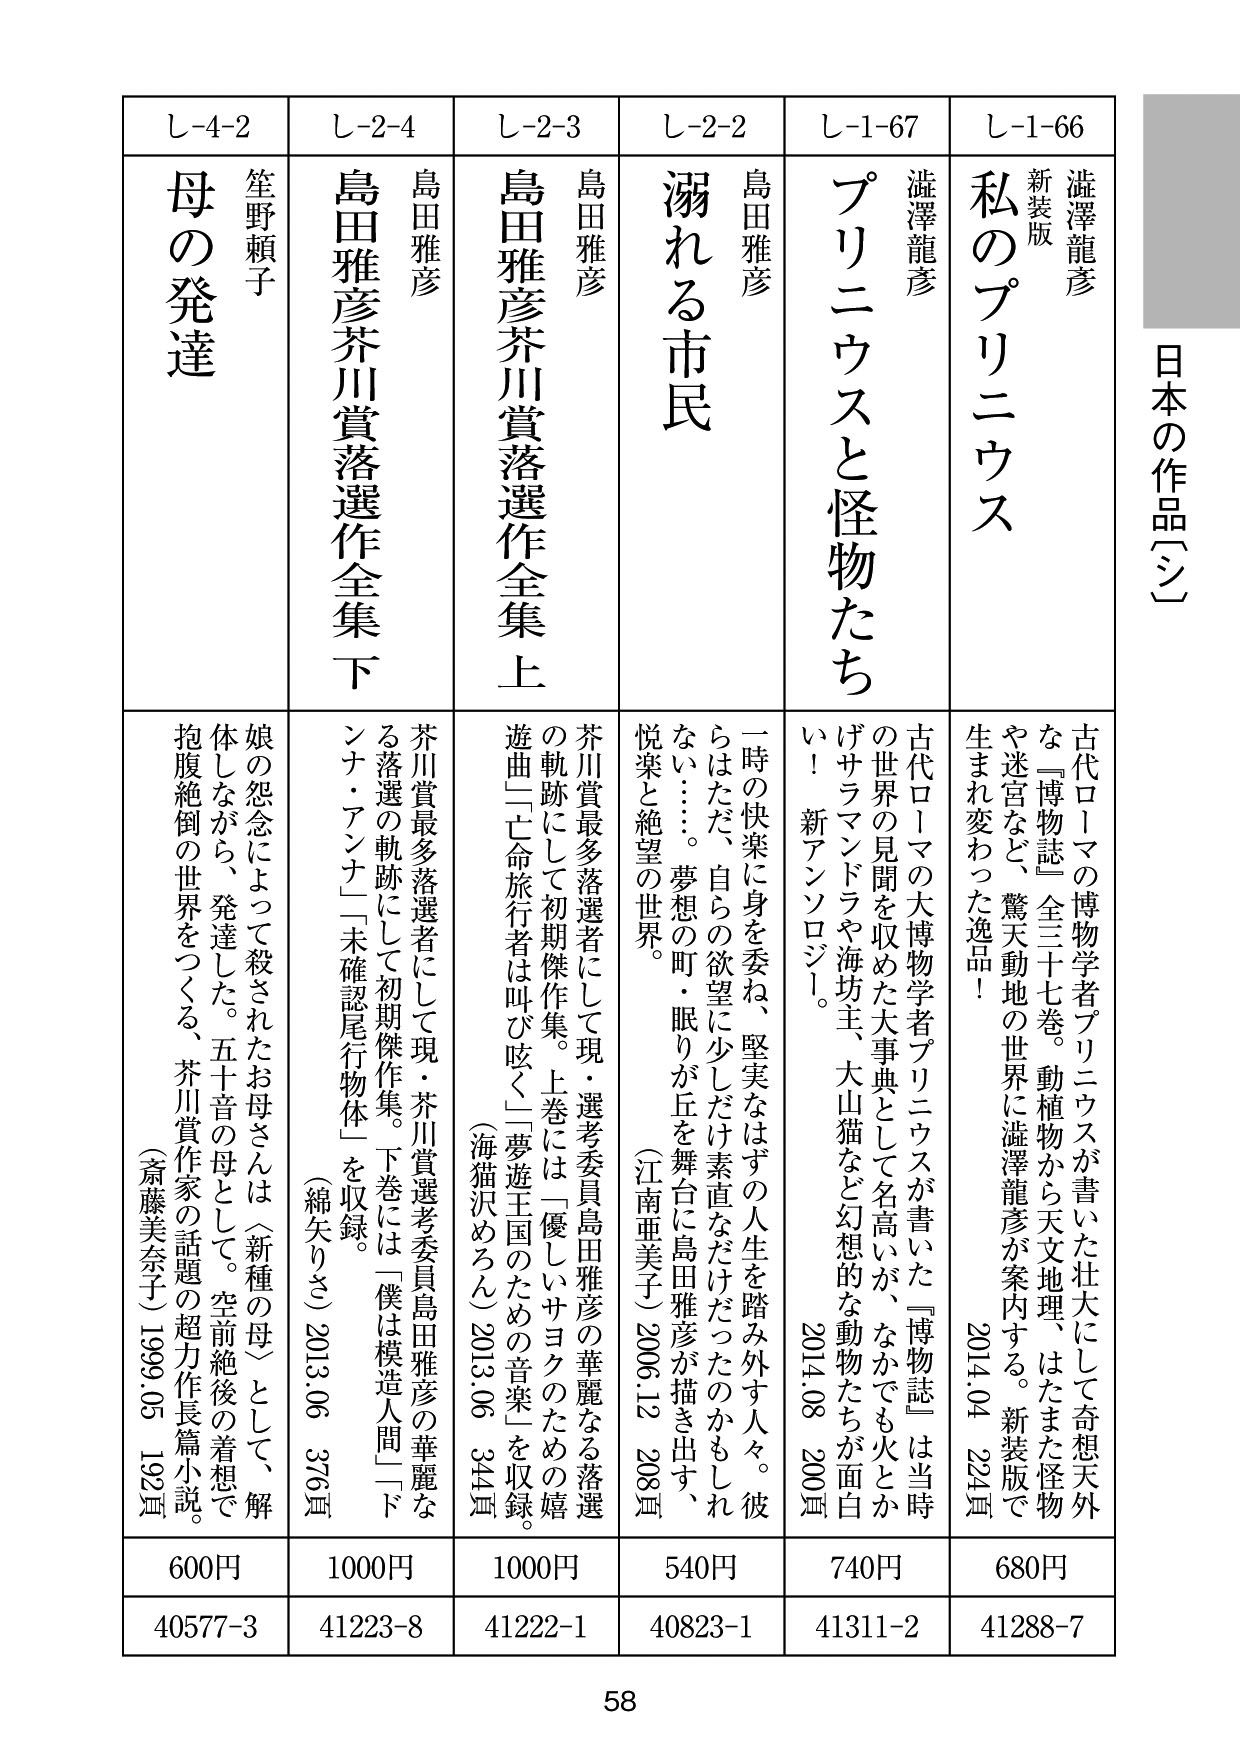 日本の作品〔シ〕
し-1-66
澁澤龍彥
新装版
私のプリニウス
古代ローマの博物学者プリニウスが書いた壮大にして奇想天外
な『博物誌』全三十七巻。動植物から天文地理、はたまた怪物
や迷宮など、驚天動地の世界に澁澤龍彥が案内する。新装版で
生まれ変わった逸品！
2014.04 224頁
680円
41288-7
し-1-67
澁澤龍彥
プリニウスと怪物たち
古代ローマの大博物学者プリニウスが書いた『博物誌』は当時
の世界の見聞を収めた大事典として名高いが、なかでも火とか
げサラマンドラや海坊主、大山猫など幻想的な動物たちが面白
い！ 新アンソロジー。
2014.08 200頁
740円
41311-2
し-2-2
島田雅彦
溺れる市民
一時の快楽に身を委ね、堅実なはずの人生を踏み外す人々。彼
らはただ、自らの欲望に少しだけ素直なだけだったのかもしれ
ない……。夢想の町・眠りが丘を舞台に島田雅彦が描き出す、
悦楽と絶望の世界。
（江南亜美子） 2006.12 208頁
540円
40823-1
し-2-3
島田雅彦
島田雅彦芥川賞落選作全集 上
芥川賞最多落選者にして現・選考委員島田雅彦の華麗なる落選
の軌跡にして初期傑作集。上巻には「優しいサヨクのための嬉
遊曲」「亡命旅行者は叫び呟く」「夢遊王国のための音楽」を収録。
（海猫沢めろん） 2013.06 344頁
1000円
41222-1
し-2-4
島田雅彦
島田雅彦芥川賞落選作全集 下
芥川賞最多落選者にして現・芥川賞選考委員島田雅彦の華麗な
る落選の軌跡にして初期傑作集。下巻には「僕は模造人間」「ド
ンナ・アンナ」「未確認尾行物体」を収録。
（綿矢りさ） 2013.06 376頁
1000円
41223-8
し-4-2
笙野頼子
母の発達
娘の怨念によって殺されたお母さんは〈新種の母〉として、解
体しながら、発達した。五十音の母として。空前絶後の着想で
抱腹絶倒の世界をつくる、芥川賞作家の話題の超力作長篇小説。
（斎藤美奈子） 1999.05 192頁
600円
40577-3
58